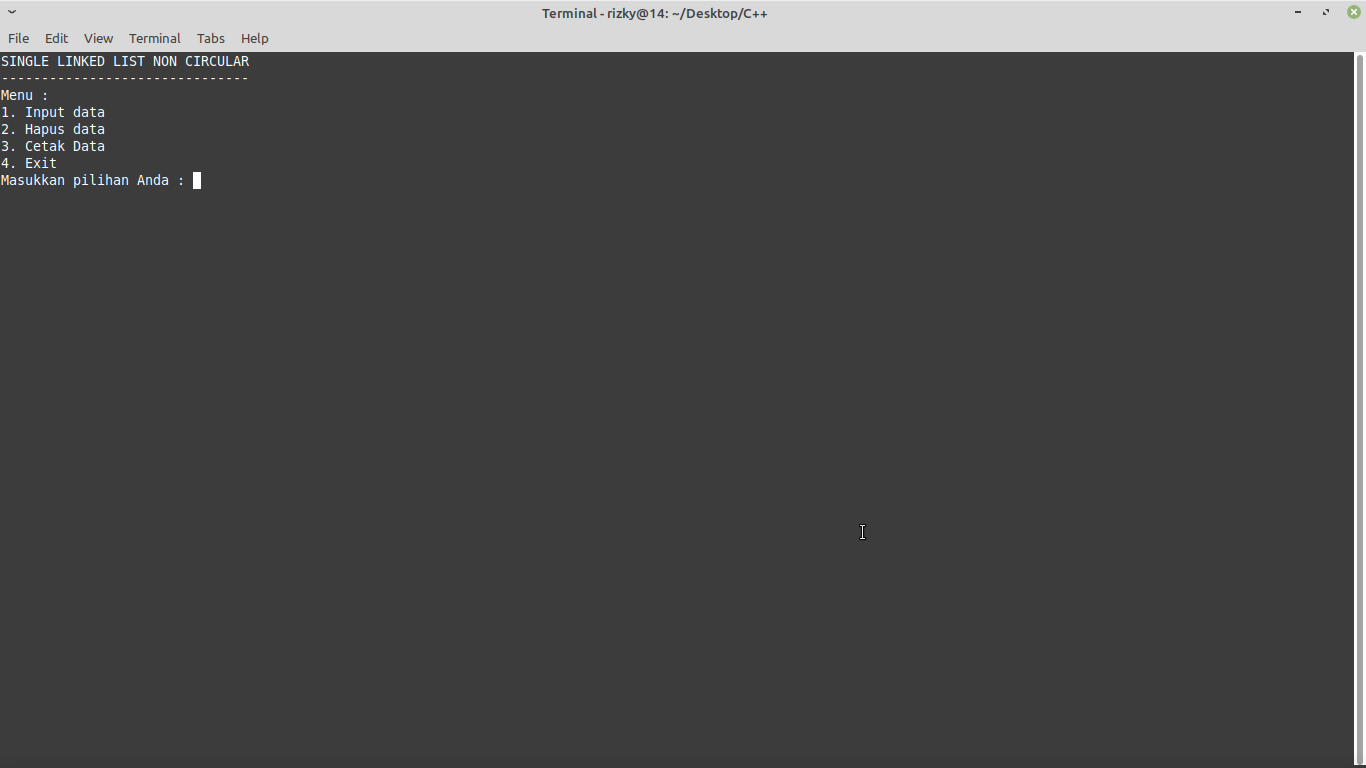 Terminal - rizky@14: ~/Desktop/C++
File Edit View Terminal Tabs Help
SINGLE LINKED LIST NON CIRCULAR
-------------------------------
Menu :
1. Input data
2. Hapus data
3. Cetak Data
4. Exit
Masukkan pilihan Anda :